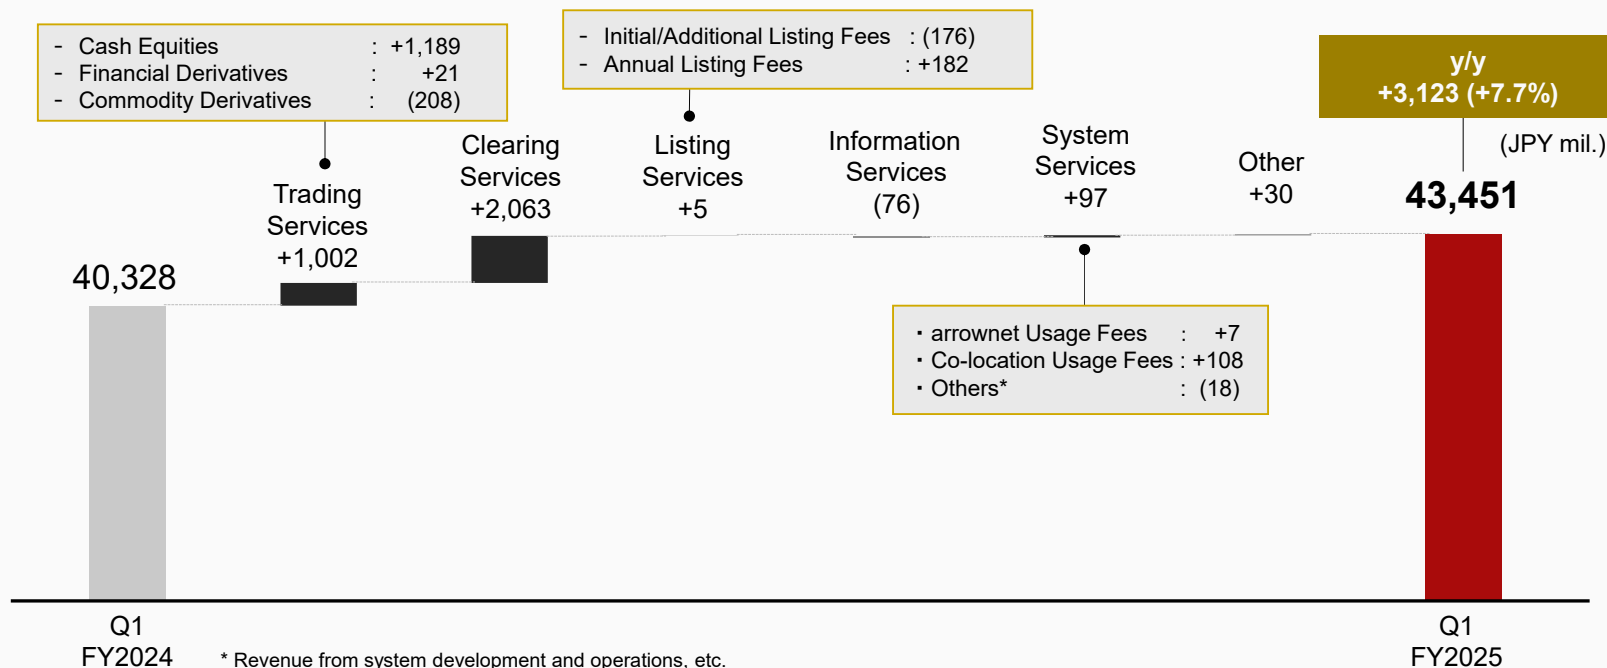 - Cash Equities : +1,189
- Financial Derivatives : +21
- Commodity Derivatives : (208)
- Initial/Additional Listing Fees : (176)
- Annual Listing Fees : +182
y/y
+3,123 (+7.7%)
(JPY mil.)
40,328
Trading
Services
+1,002
Clearing
Services
+2,063
Listing
Services
+5
Information
Services
(76)
System
Services
+97
Other
+30
43,451
・arrownet Usage Fees : +7
・Co-location Usage Fees : +108
・Others* : (18)
Q1
FY2024
Q1
FY2025
* Revenue from system development and operations, etc.